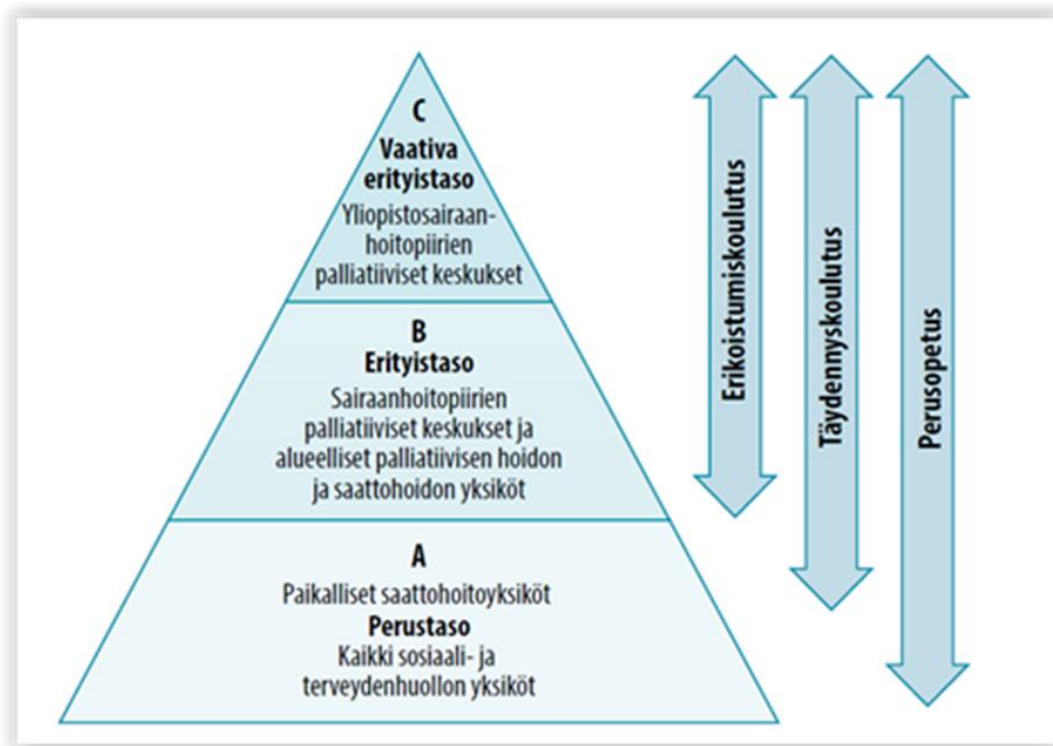 C
Vaativa
erityistaso
Yliopistosairaan-
hoitopiirien
palliatiiviset keskukset
B
Erityistaso
Sairaanhoitopiirien
palliatiiviset keskukset ja
alueelliset palliatiivisen hoidon
ja saattohoidon yksiköt
A
Paikalliset saattohoitoyksiköt
Perustaso
Kaikki sosiaali- ja
terveydenhuollon yksiköt
Erikoistumiskoulutus
Täydennyskoulutus
Perusopetus